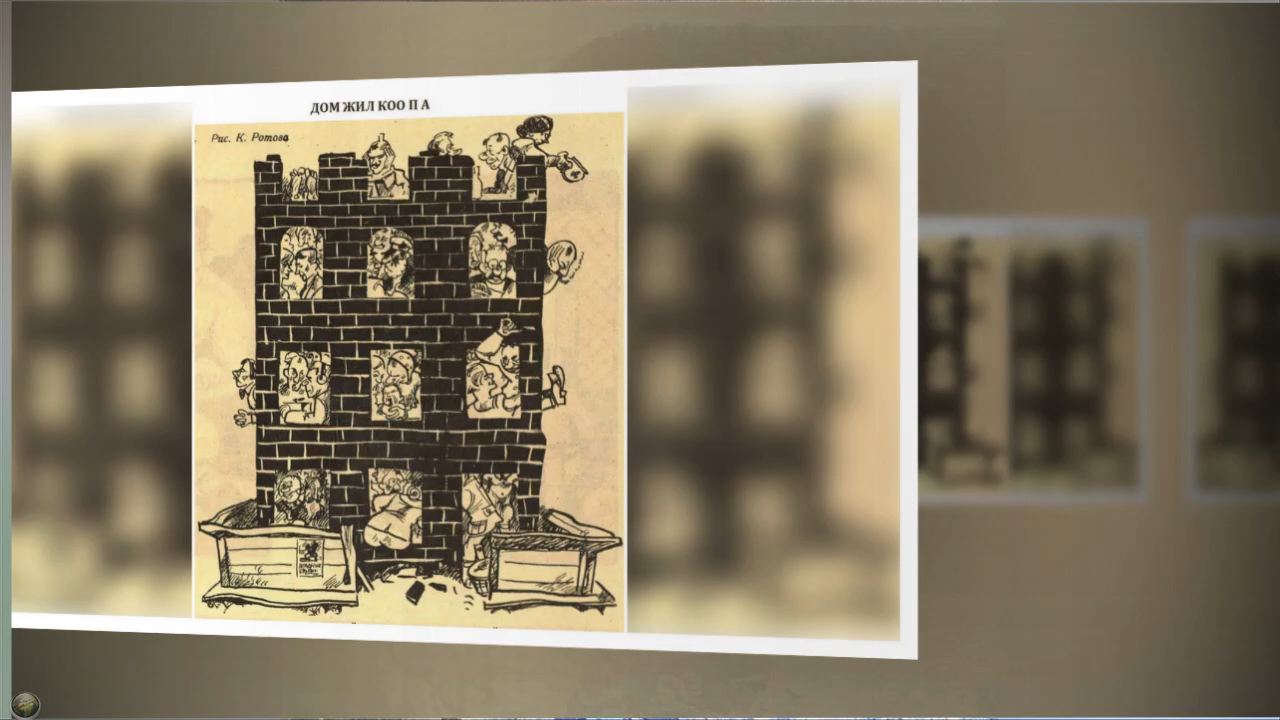 ДОМ ЖИЛ КОО П А
Рис. К. Ротова